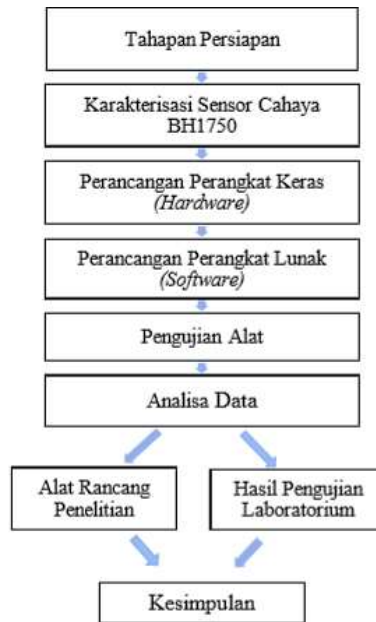 Tahapan Persiapan
Karakterisasi Sensor Cahaya
BH1750
Perancangan Perangkat Keras
(Hardware)
Perancangan Perangkat Lunak
(Software)
Pengujian Alat
Analisa Data
Alat Rancang
Penelitian
Hasil Pengujian
Laboratorium
Kesimpulan